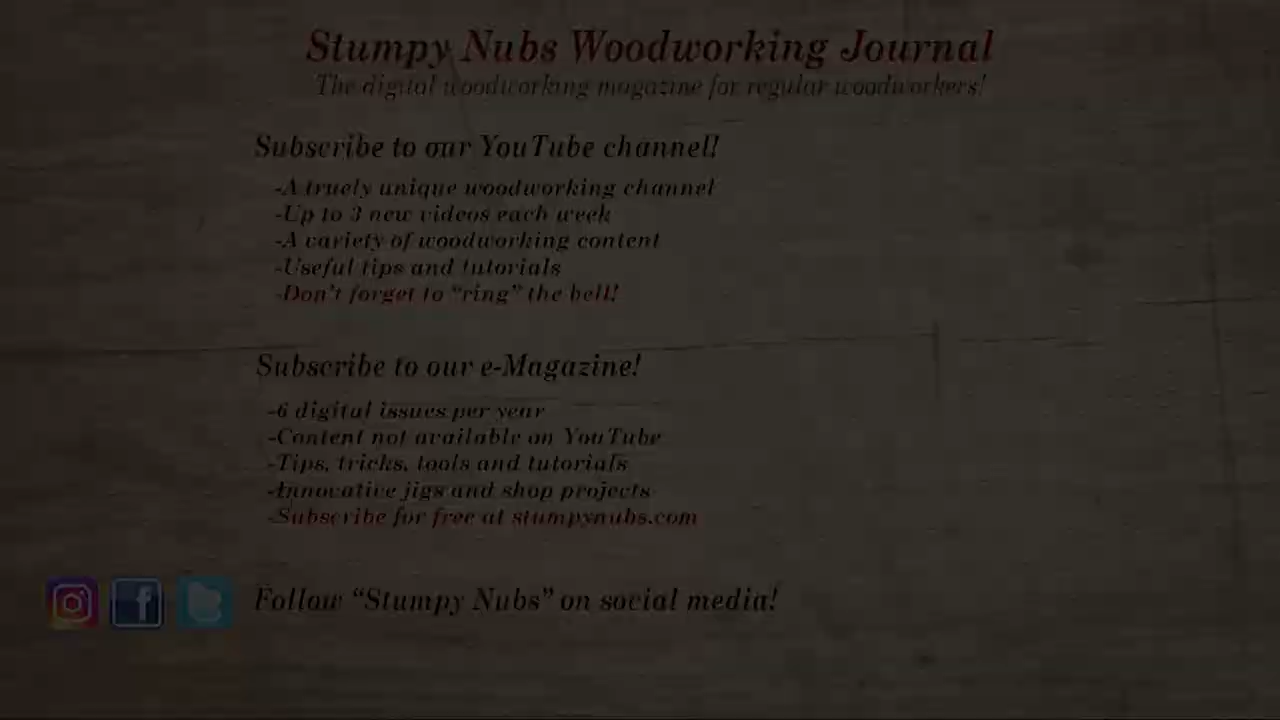 Stumpy Nubs Woodworking Journal
The digital woodworking magazine for regular woodworkers!
Subscribe to our YouTube channel!
-A truely unique woodworking channel
-Up to 3 new videos each week
-A variety of woodworking content
-Useful tips and tutorials
-Don't forget to “ring” the bell!
Subscribe to our e-Magazine!
-6 digital issues per year
-Content not available on YouTube
-Tips, tricks, tools and tutorials
-Innovative jigs and shop projects
-Subscribe for free at stumpynubs.com
Follow “Stumpy Nubs” on social media!